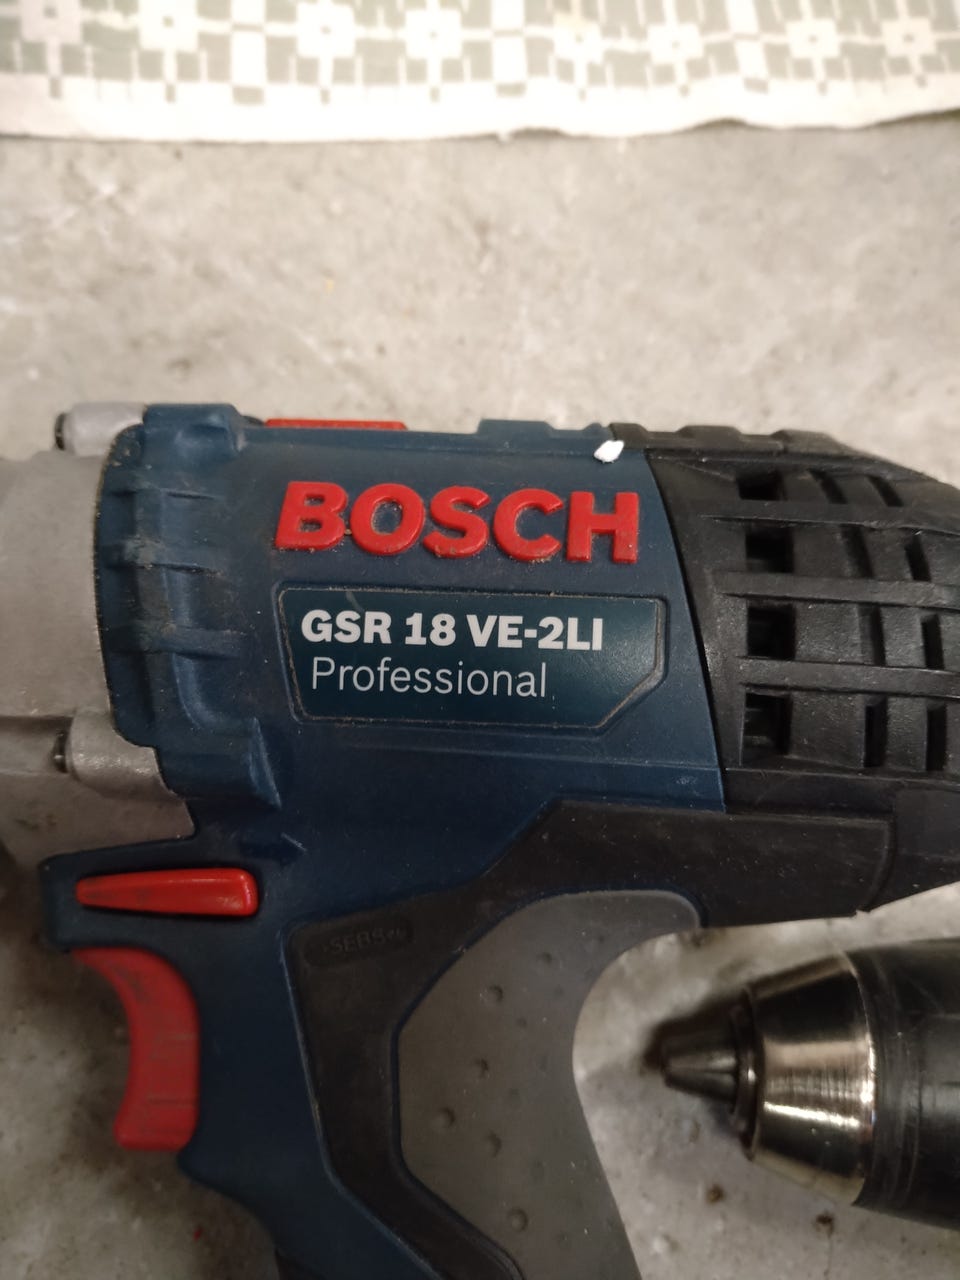 BOSCH
GSR 18 VE-2LI
Professional